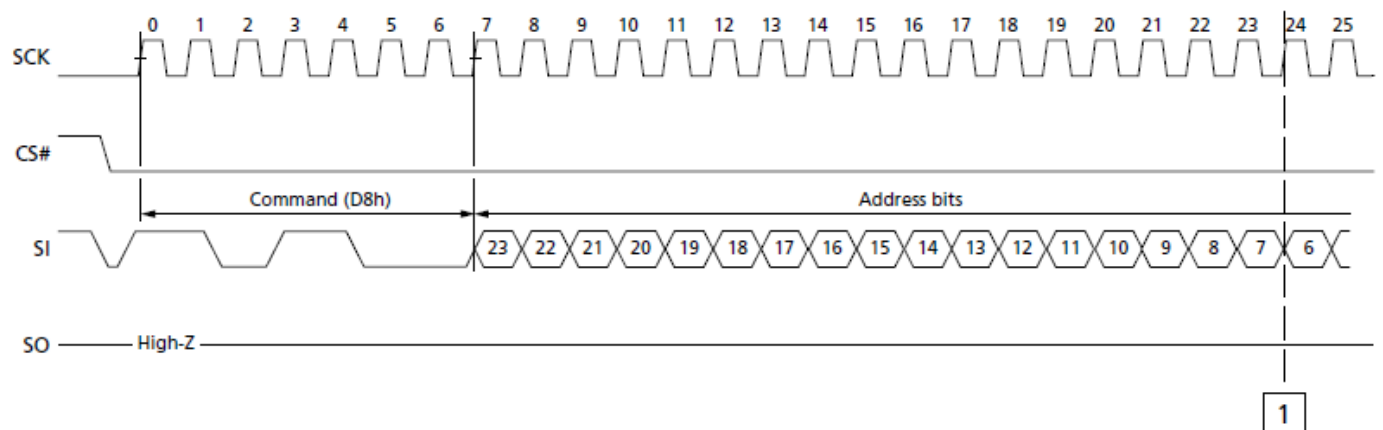 0 1 2 3 4 5 6 7 8 9 10 11 12 13 14 15 16 17 18 19 20 21 22 23 24 25
SCK
CS#
Command (D8h) Address bits
SI 23 22 21 20 19 18 17 16 15 14 13 12 11 10 9 8 7 6
SO High-Z
1